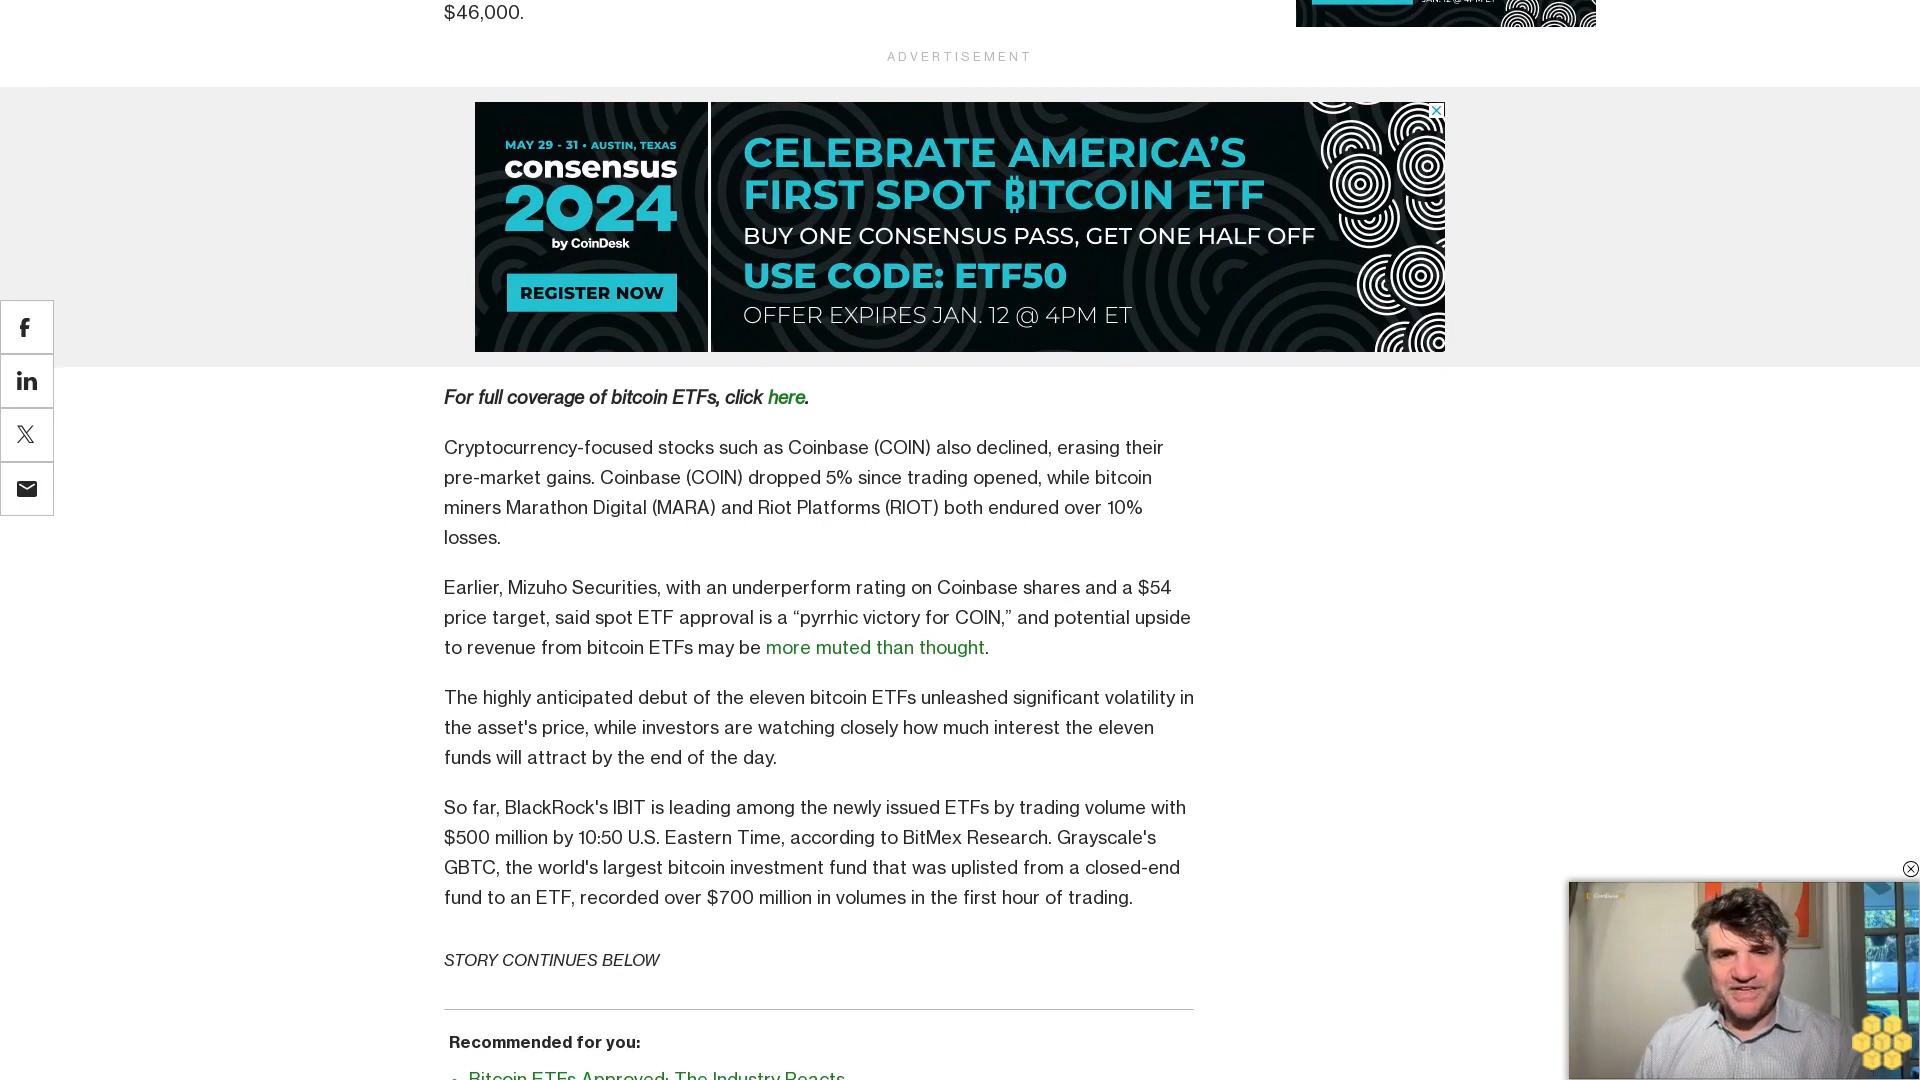 $46,000.
ADVERTISEMENT
MAY 29 - 31 • AUSTIN, TEXAS
consensus
2024
by CoinDesk
REGISTER NOW
CELEBRATE AMERICA’S
FIRST SPOT ₿ITCOIN ETF
BUY ONE CONSENSUS PASS, GET ONE HALF OFF
USE CODE: ETF50
OFFER EXPIRES JAN. 12 @ 4PM ET
For full coverage of bitcoin ETFs, click here.
Cryptocurrency-focused stocks such as Coinbase (COIN) also declined, erasing their
pre-market gains. Coinbase (COIN) dropped 5% since trading opened, while bitcoin
miners Marathon Digital (MARA) and Riot Platforms (RIOT) both endured over 10%
losses.
Earlier, Mizuho Securities, with an underperform rating on Coinbase shares and a $54
price target, said spot ETF approval is a “pyrrhic victory for COIN,” and potential upside
to revenue from bitcoin ETFs may be more muted than thought.
The highly anticipated debut of the eleven bitcoin ETFs unleashed significant volatility in
the asset's price, while investors are watching closely how much interest the eleven
funds will attract by the end of the day.
So far, BlackRock's IBIT is leading among the newly issued ETFs by trading volume with
$500 million by 10:50 U.S. Eastern Time, according to BitMex Research. Grayscale's
GBTC, the world's largest bitcoin investment fund that was uplisted from a closed-end
fund to an ETF, recorded over $700 million in volumes in the first hour of trading.
STORY CONTINUES BELOW
Recommended for you:
Bitcoin ETFs Approved: The Industry Reacts